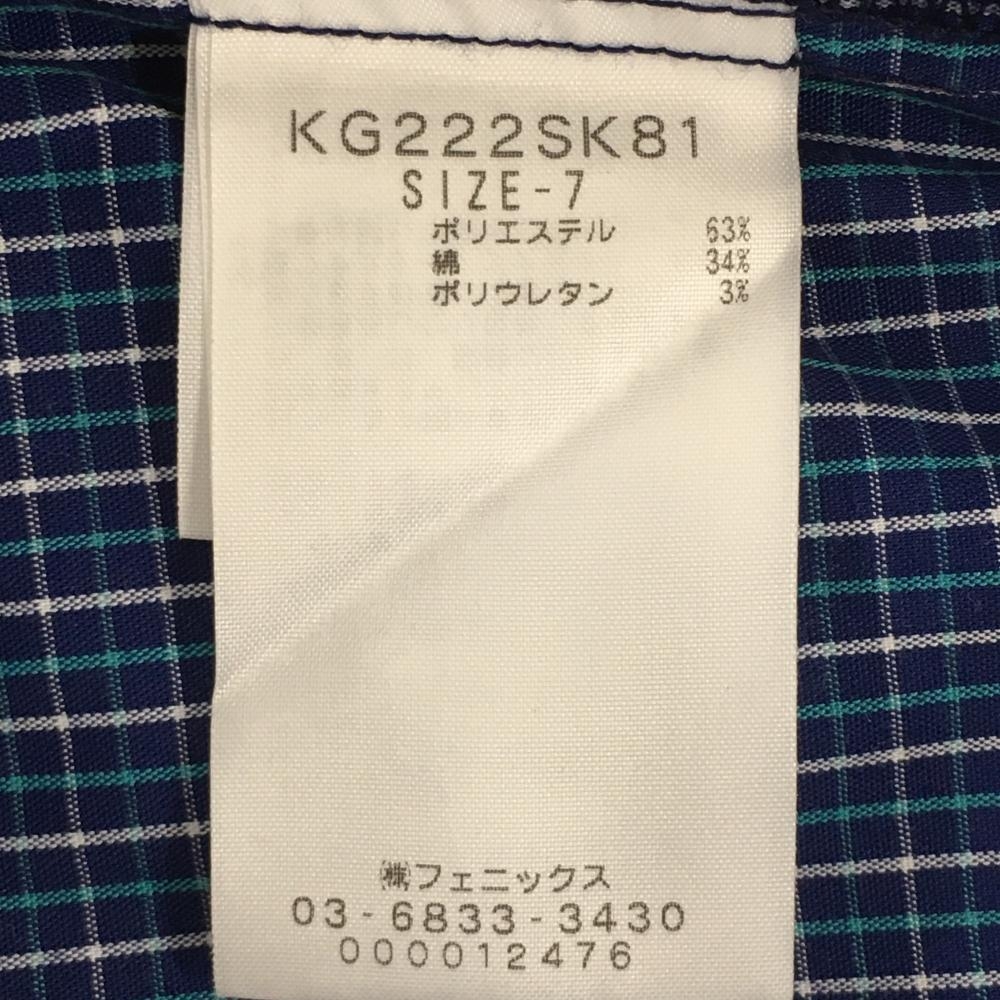 KG222SK81
SIZE-7
ポリエステル 63%
綿 34%
ポリウレタン 3%
㈱フェニックス
03-6833-3430
000012476